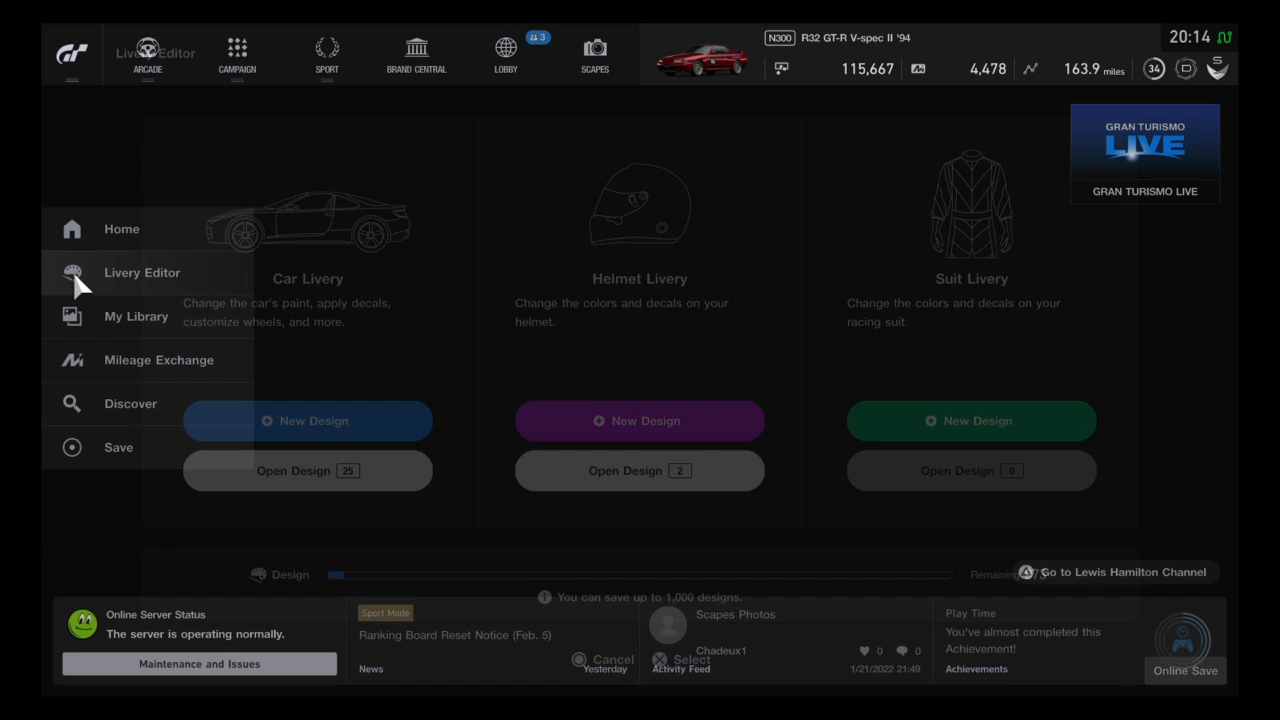 Livery Editor
ARCADE
CAMPAIGN
SPORT
BRAND CENTRAL
LOBBY
3
SCAPES
N300 R32 GT-R V-spec II '94
115,667
4,478
163.9 miles
20:14
34
S
GRAN TURISMO
LIVE
GRAN TURISMO LIVE
Home
Livery Editor
My Library
Mileage Exchange
Discover
Save
Car Livery
Change the car's paint, apply decals,
customize wheels, and more.
New Design
Open Design 25
Helmet Livery
Change the colors and decals on your
helmet.
New Design
Open Design 2
Suit Livery
Change the colors and decals on your
racing suit.
New Design
Open Design 0
Design
Remaining
Go to Lewis Hamilton Channel
You can save up to 1,000 designs.
Online Server Status
The server is operating normally.
Maintenance and Issues
Sport Mode
Ranking Board Reset Notice (Feb. 5)
News
Yesterday
Cancel
Select
Scapes Photos
Chadeux1
0
0
Activity Feed
1/21/2022 21:49
Play Time
You've almost completed this
Achievement!
Achievements
Online Save